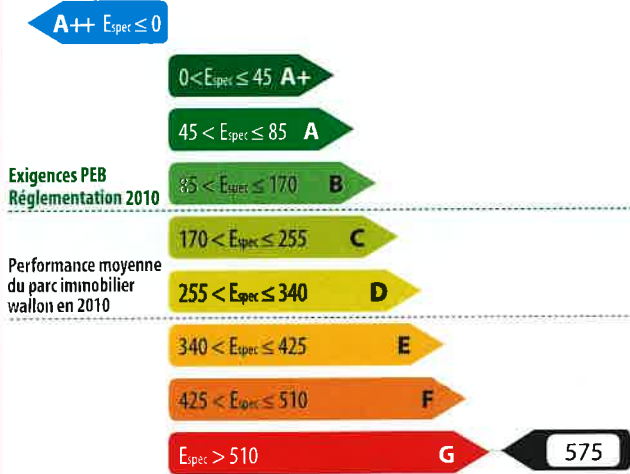 A++ Espec ≤ 0
0 < Espec ≤ 45 A+
45 < Espec ≤ 85 A
Exigences PEB
Réglementation 2010
85 < Espec ≤ 170 B
170 < Espec ≤ 255 C
Performance moyenne
du parc immobilier
wallon en 2010
255 < Espec ≤ 340 D
340 < Espec ≤ 425 E
425 < Espec ≤ 510 F
Espec > 510 G
575